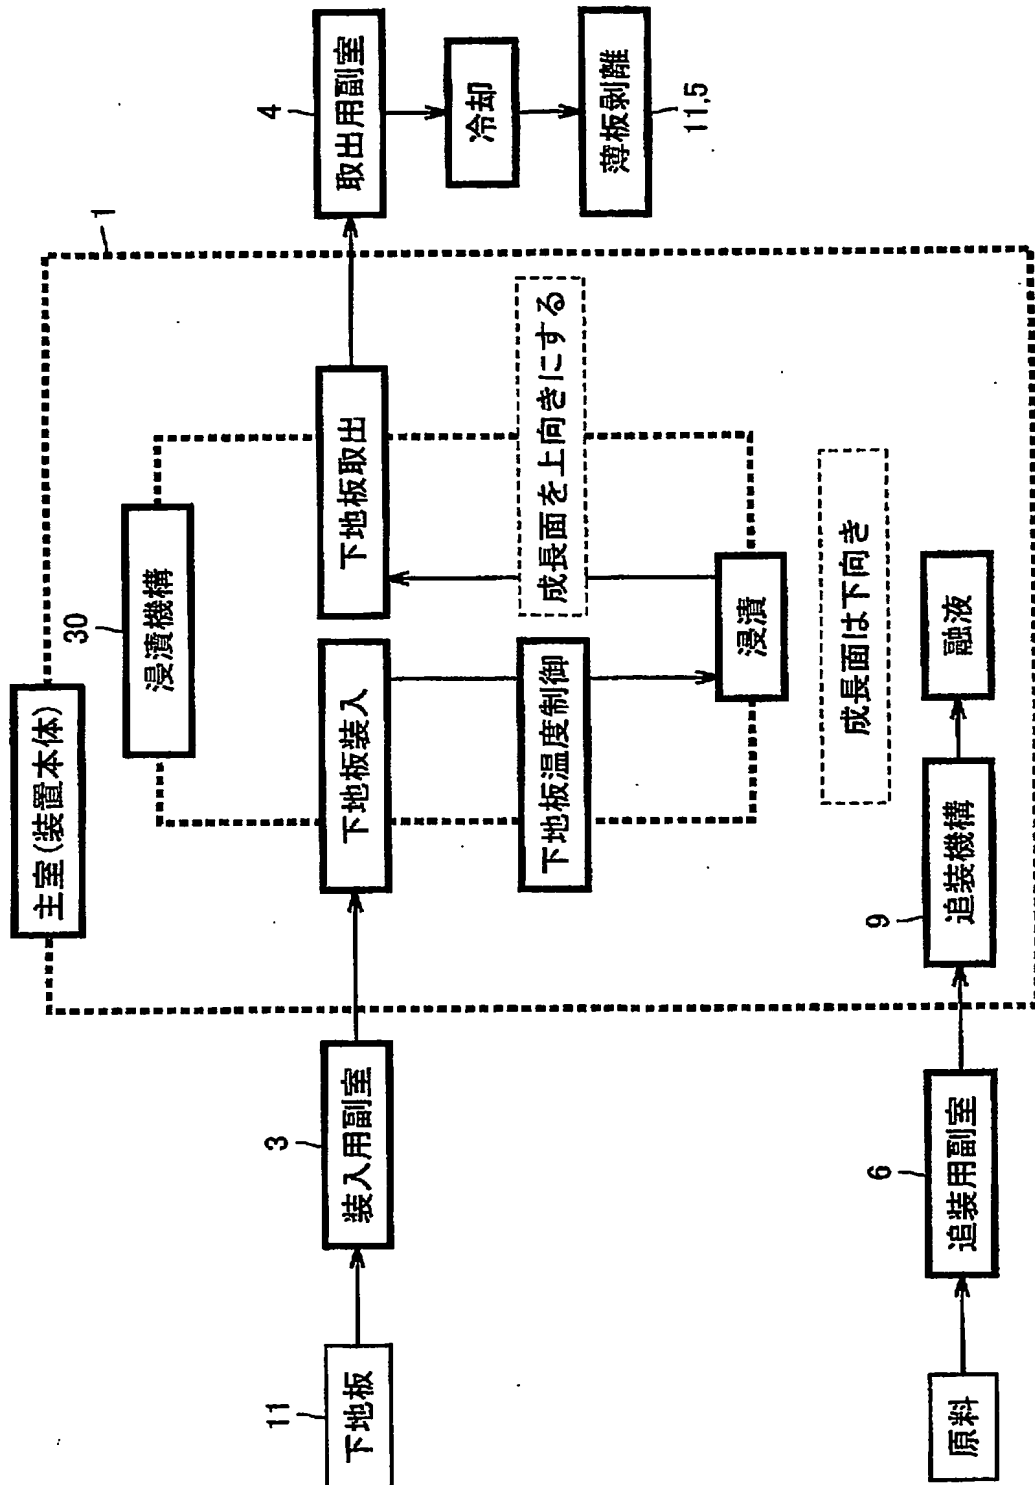 主室(装置本体)
1
30
浸漬機構
11
下地板
3
装入用副室
下地板装入
下地板取出
4
取出用副室
冷却
薄板剥離
11,5
下地板温度制御
成長面を上向きにする
浸漬
成長面は下向き
原料
6
追装用副室
9
追装機構
融液